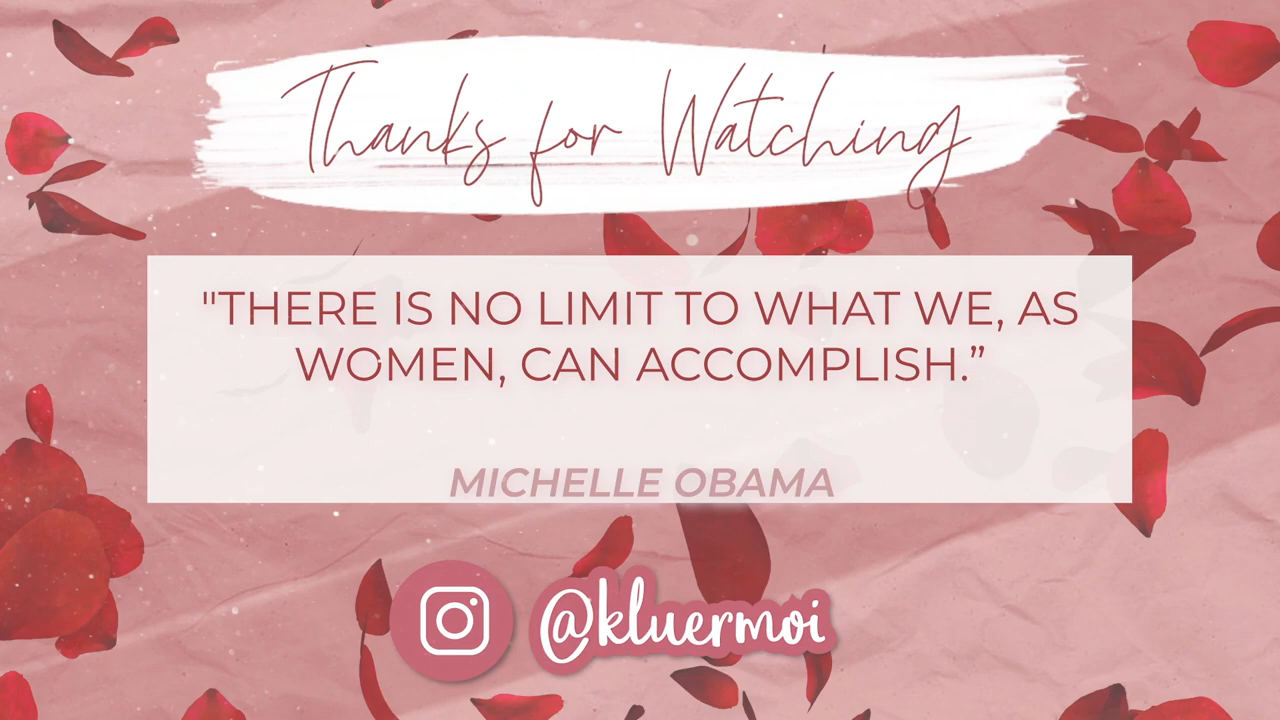 Thanks for Watching
"THERE IS NO LIMIT TO WHAT WE, AS
WOMEN, CAN ACCOMPLISH.”
MICHELLE OBAMA
@kluermoi